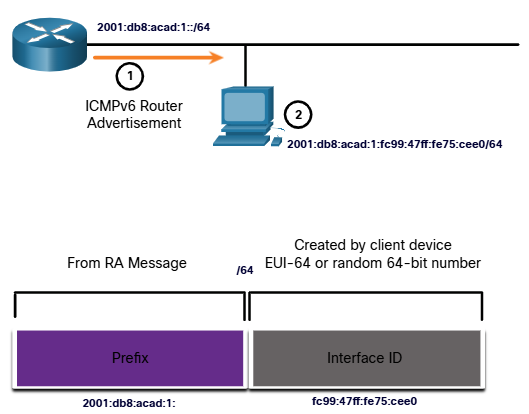 2001:db8:acad:1::/64
1
ICMPv6 Router
Advertisement
2
2001:db8:acad:1:fc99:47ff:fe75:cee0/64
From RA Message
/64
Created by client device
EUI-64 or random 64-bit number
Prefix
Interface ID
2001:db8:acad:1:
fc99:47ff:fe75:cee0